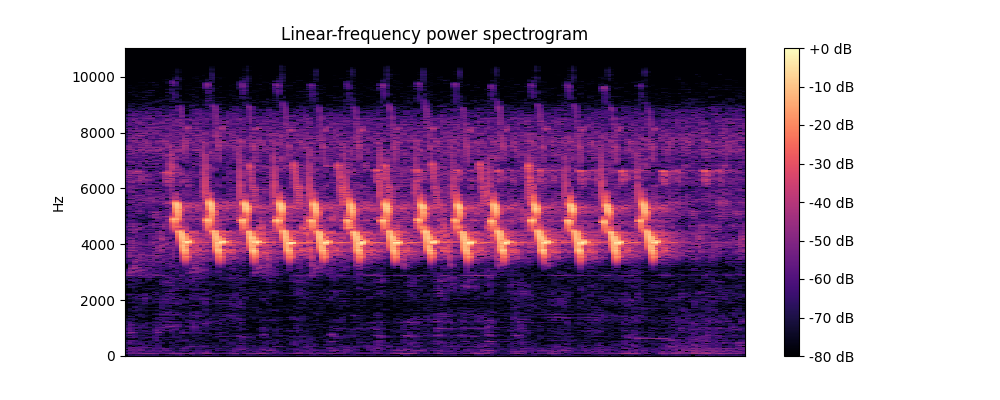 Linear-frequency power spectrogram
10000
8000
6000
4000
2000
0
Hz
+0 dB
-10 dB
-20 dB
-30 dB
-40 dB
-50 dB
-60 dB
-70 dB
-80 dB